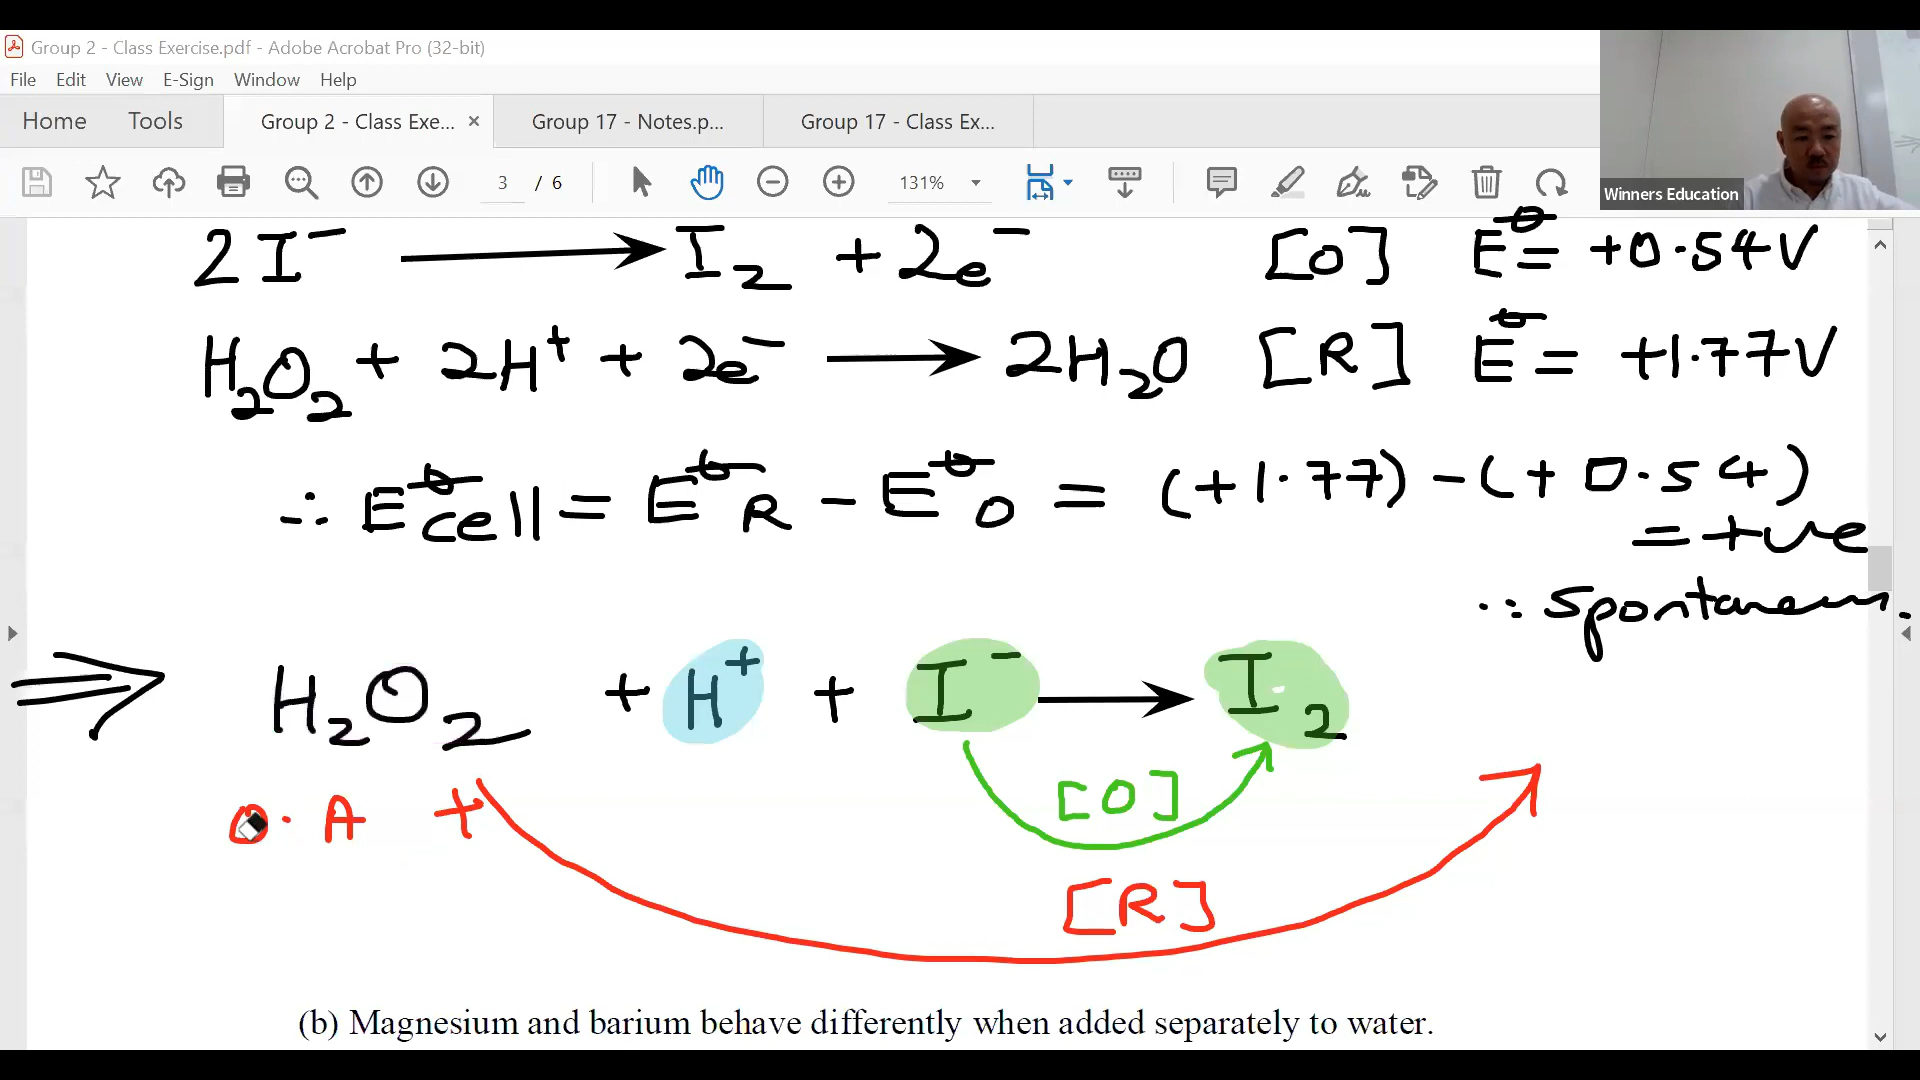 Group 2 - Class Exercise.pdf - Adobe Acrobat Pro (32-bit)
File Edit View E-Sign Window Help
Home Tools Group 2 - Class Exe... × Group 17 - Notes.p... Group 17 - Class Ex...
3 / 6 131%
Winners Education
2I⁻ → I₂ + 2e⁻ [O] E⦵ = +0.54V
H₂O₂ + 2H⁺ + 2e⁻ → 2H₂O [R] E⦵ = +1.77V
∴ E⦵cell = E⦵R - E⦵O = (+1.77) - (+0.54)
= +ve
∴ spontaneous.
⇒ H₂O₂ + H⁺ + I⁻ → I₂
[O]
O.A +
[R]
(b) Magnesium and barium behave differently when added separately to water.